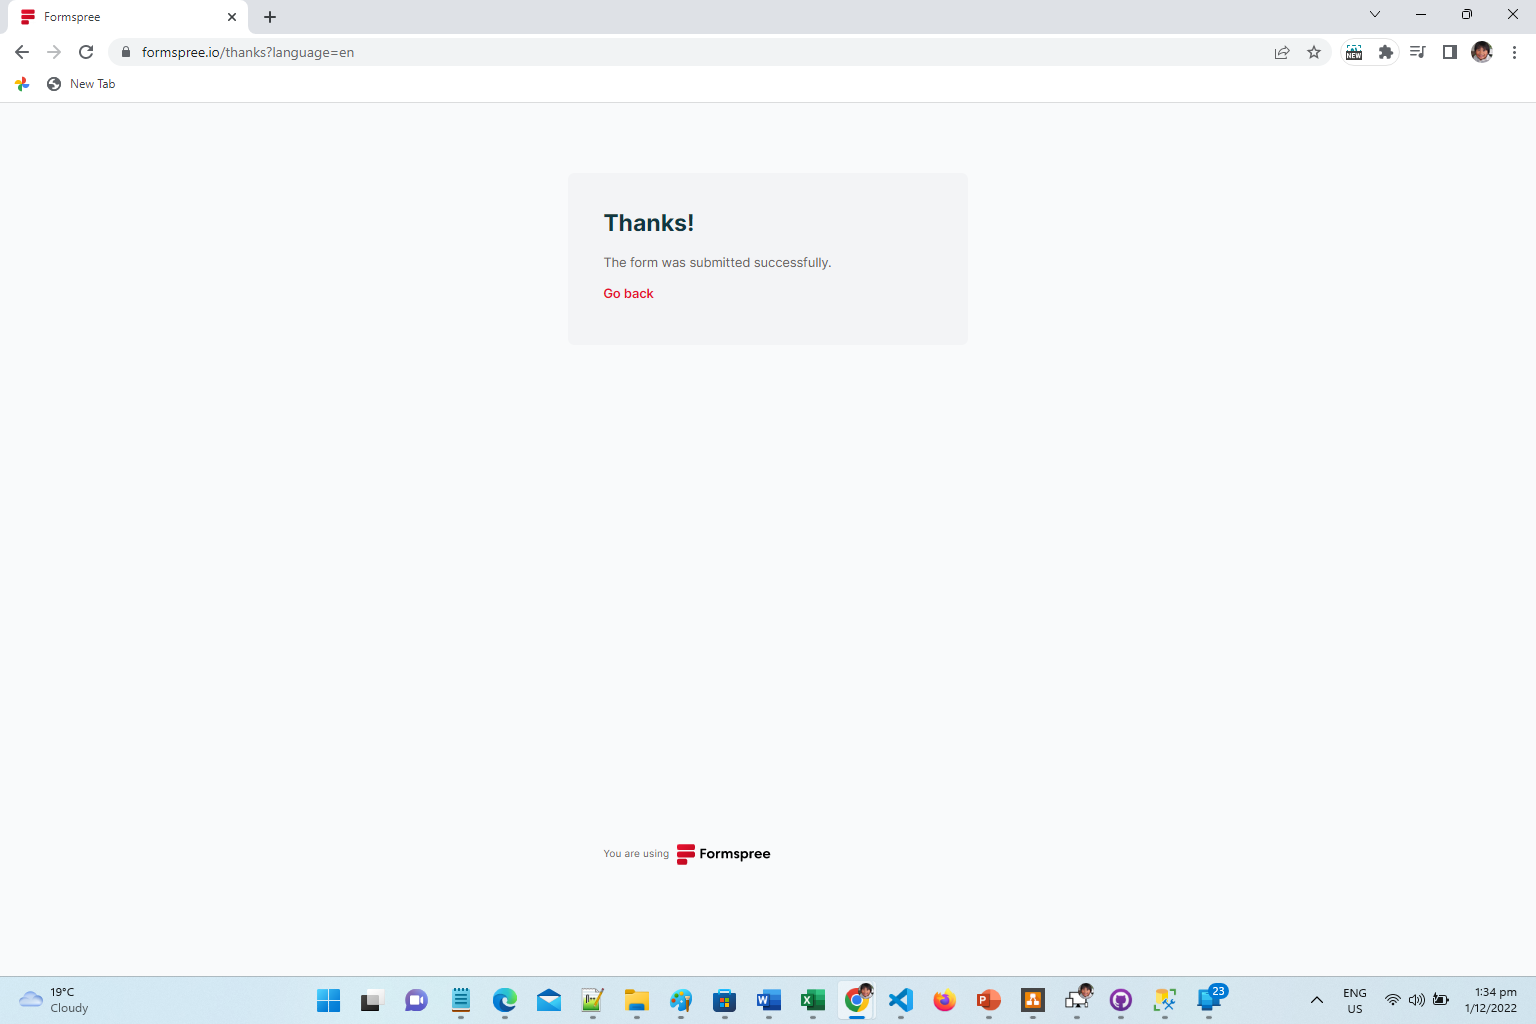 Formspree
formspree.io/thanks?language=en
NEW
New Tab
Thanks!
The form was submitted successfully.
Go back
You are using Formspree
19°C
Cloudy
23
ENG
US
1:34 pm
1/12/2022